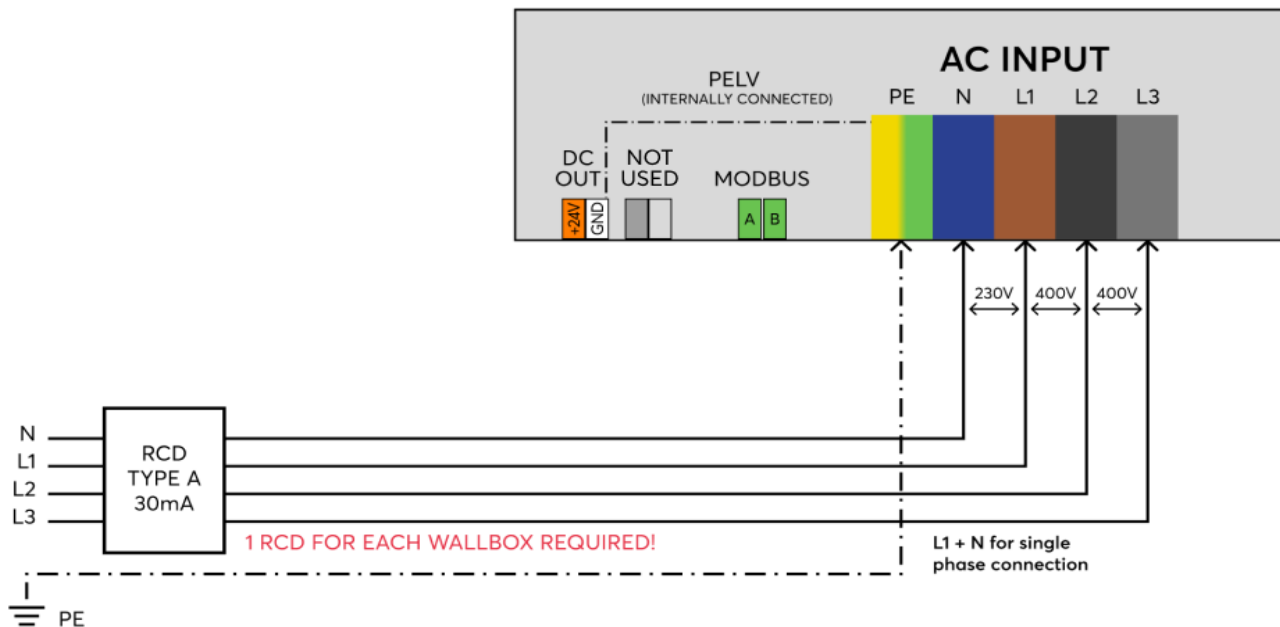 AC INPUT
PELV
(INTERNALLY CONNECTED)
PE N L1 L2 L3
DC
OUT
NOT
USED
MODBUS
+24V GND
A B
230V 400V 400V
N
L1
L2
L3
RCD
TYPE A
30mA
1 RCD FOR EACH WALLBOX REQUIRED!
L1 + N for single
phase connection
PE